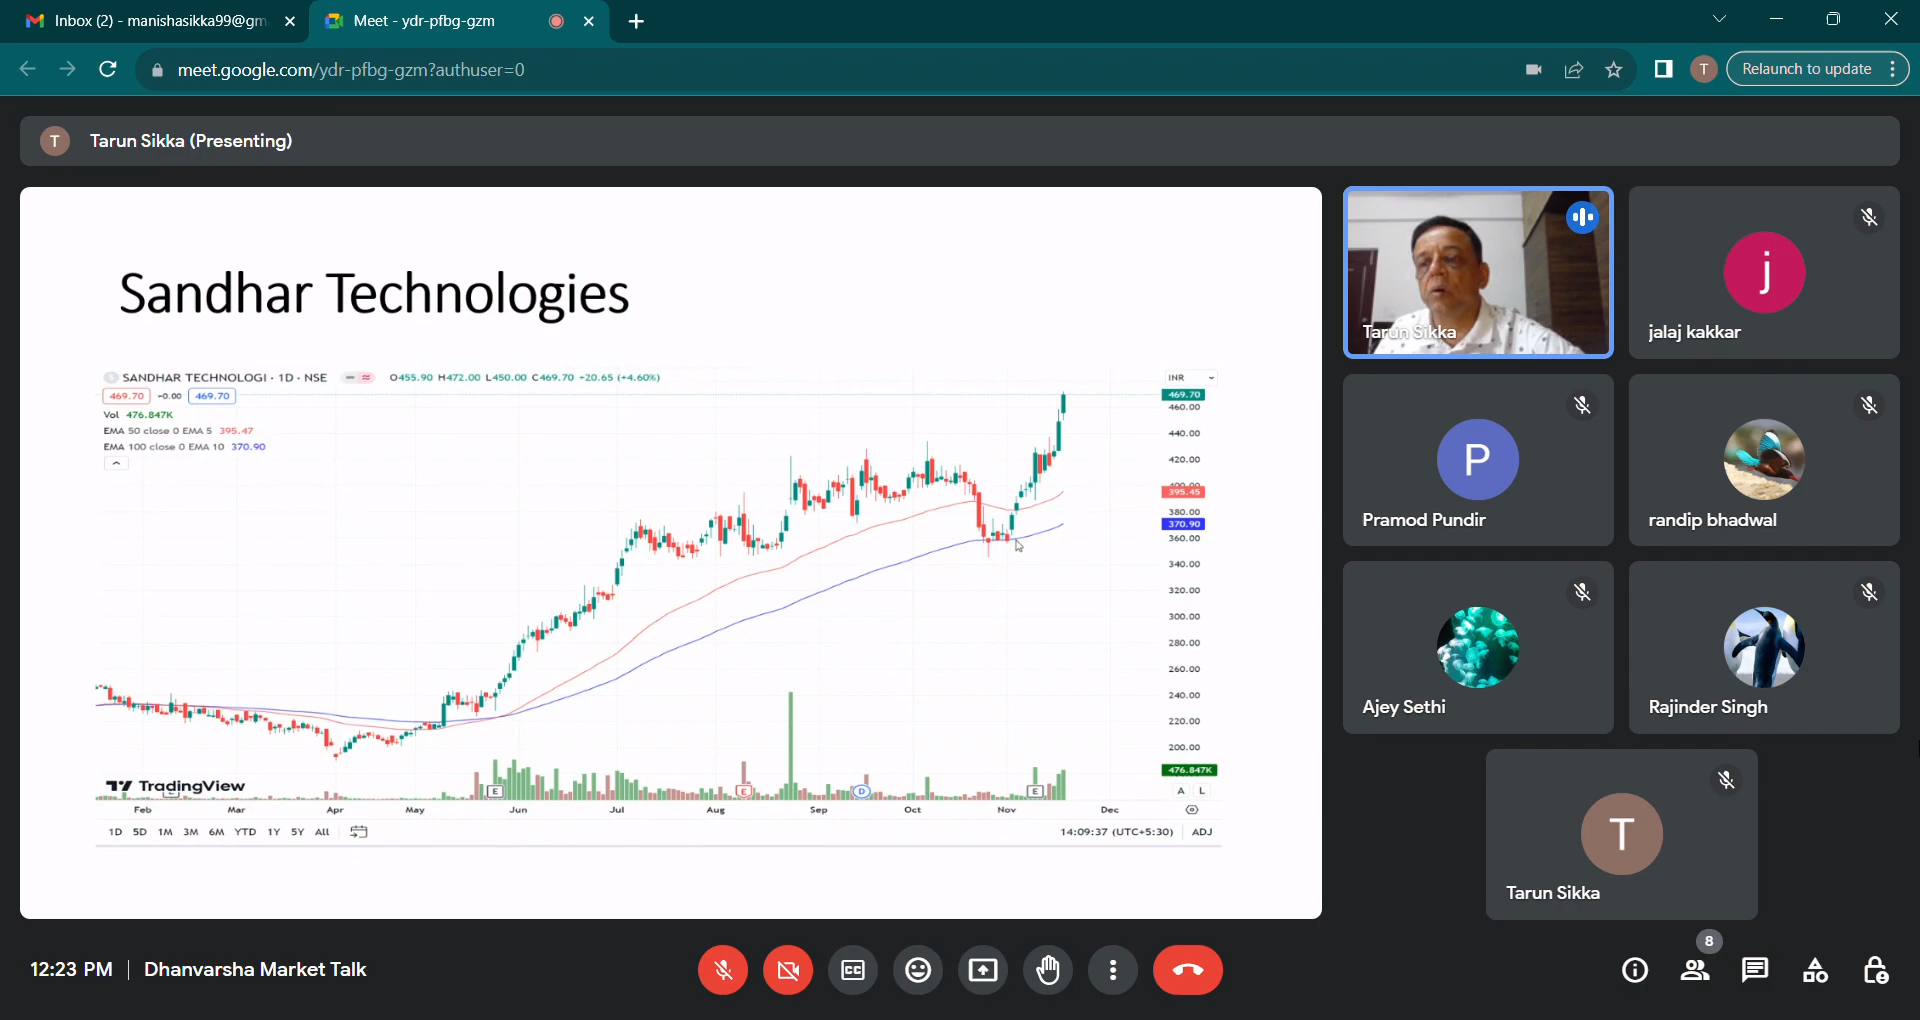 Inbox (2) - manishasikka99@gm
Meet - ydr-pfbg-gzm
meet.google.com/ydr-pfbg-gzm?authuser=0
T
Relaunch to update
T
Tarun Sikka (Presenting)
Sandhar Technologies
SANDHAR TECHNOLOGI · 1D · NSE
O455.90 H472.00 L450.00 C469.70 +20.65 (+4.60%)
469.70 -0.00 469.70
Vol 476.847K
EMA 50 close 0 EMA 5 395.47
EMA 100 close 0 EMA 10 370.90
INR
469.70
460.00
440.00
420.00
400.00
395.45
380.00
370.90
360.00
340.00
320.00
300.00
280.00
260.00
240.00
220.00
200.00
476.847K
A L
TradingView
E
E
E
D
E
Feb Mar Apr May Jun Jul Aug Sep Oct Nov Dec
1D 5D 1M 3M 6M YTD 1Y 5Y All
14:09:37 (UTC+5:30) ADJ
Tarun Sikka
j
jalaj kakkar
P
Pramod Pundir
randip bhadwal
Ajey Sethi
Rajinder Singh
T
Tarun Sikka
12:23 PM | Dhanvarsha Market Talk
CC
8